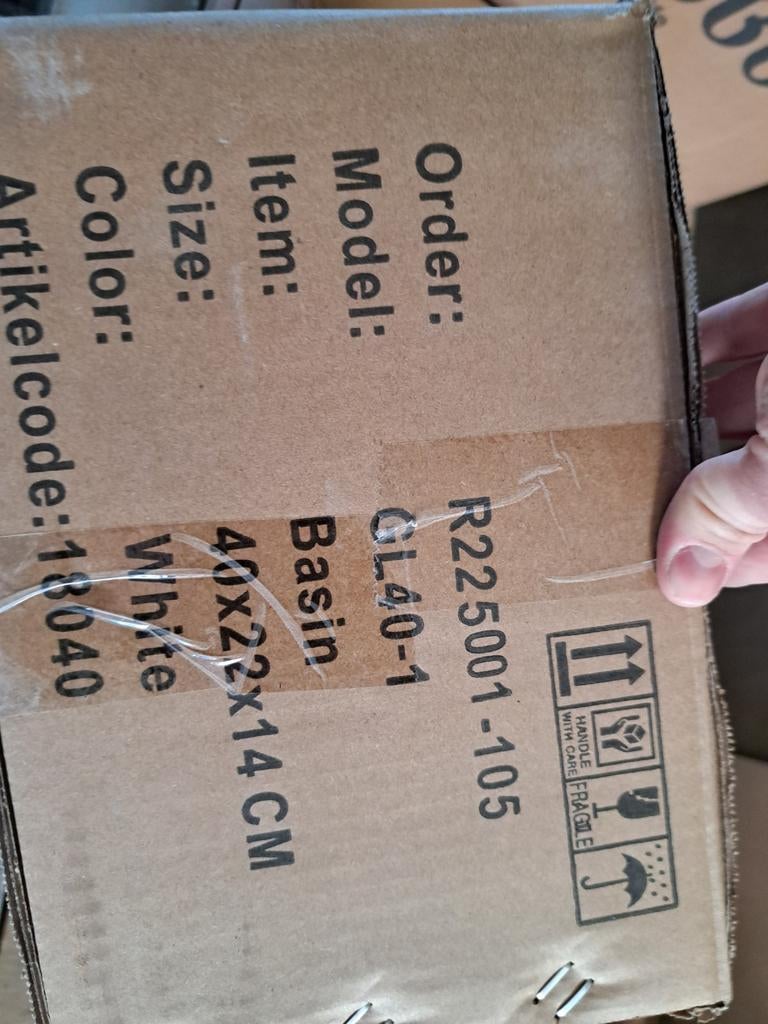 Order: R225001-105
Model: GL40-1
Item: Basin
Size: 40x22x14 CM
Color: White
Artikelcode: 18040
HANDLE
WITH CARE
FRAGILE